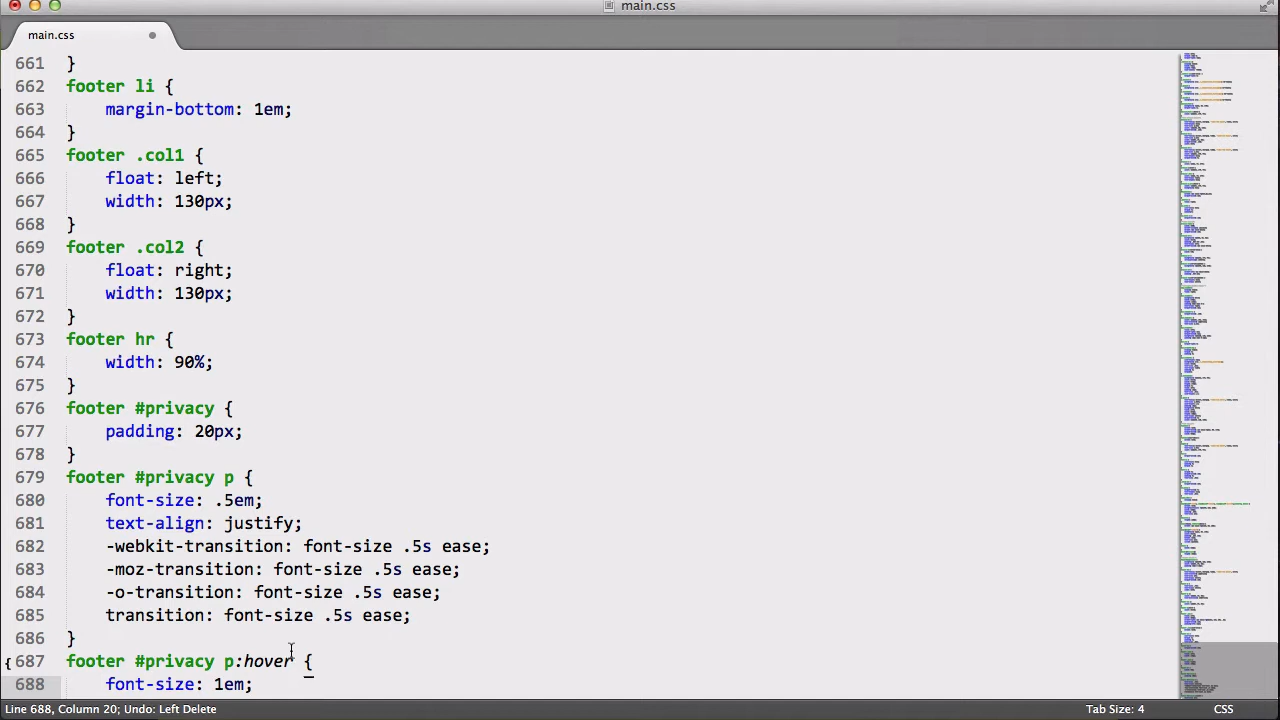 main.css
main.css
661 }
662 footer li {
663 margin-bottom: 1em;
664 }
665 footer .col1 {
666 float: left;
667 width: 130px;
668 }
669 footer .col2 {
670 float: right;
671 width: 130px;
672 }
673 footer hr {
674 width: 90%;
675 }
676 footer #privacy {
677 padding: 20px;
678 }
679 footer #privacy p {
680 font-size: .5em;
681 text-align: justify;
682 -webkit-transition: font-size .5s ease;
683 -moz-transition: font-size .5s ease;
684 -o-transition: font-size .5s ease;
685 transition: font-size .5s ease;
686 }
{ 687 footer #privacy p:hover {
688 font-size: 1em;
Line 688, Column 20; Undo: Left Delete Tab Size: 4 CSS